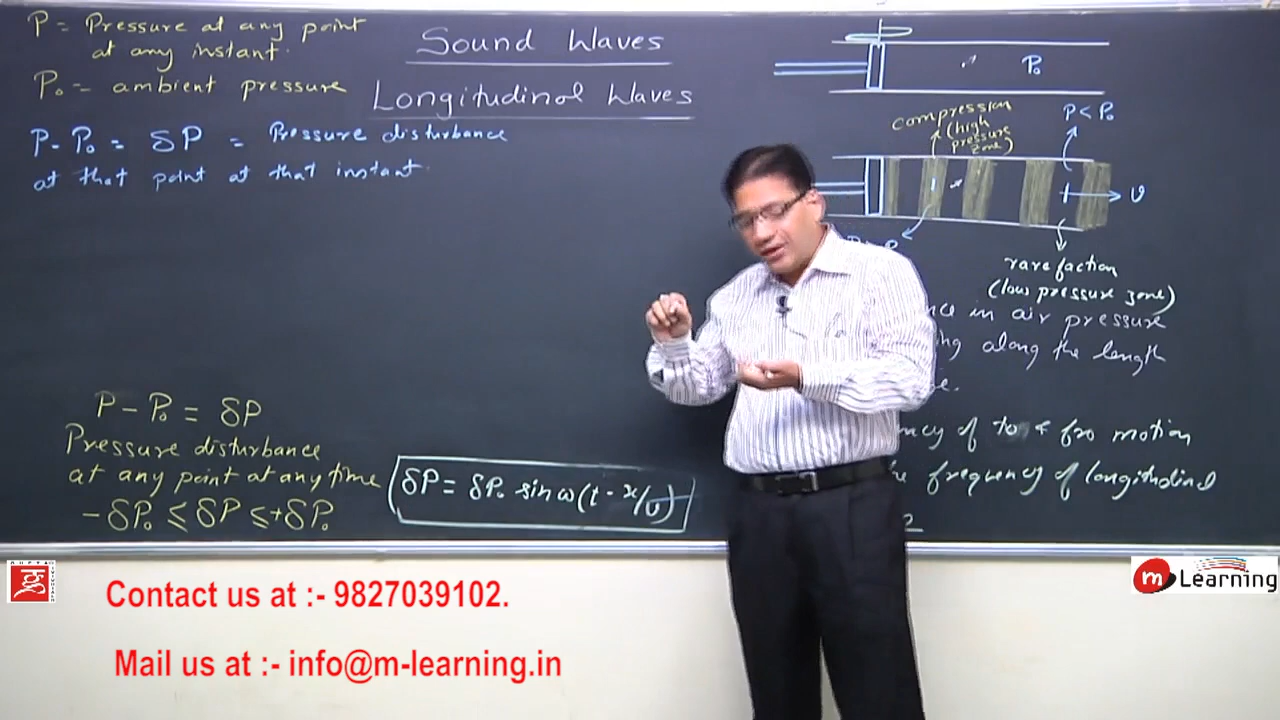 P = Pressure at any point
at any instant.
P₀ = ambient pressure
P - P₀ = δP = Pressure disturbance
at that point at that instant.
Sound Waves
Longitudinal Waves
P₀
compression
(high
pressure
zone)
P < P₀
v
rarefaction
(low pressure zone)
in air pressure
along the length
of to & fro motion
frequency of longitudinal
P - P₀ = δP
Pressure disturbance
at any point at any time
-δP₀ ≤ δP ≤ +δP₀
δP = δP₀ sin ω(t - x/v)
GUPTA
m Learning
Contact us at :- 9827039102.
Mail us at :- info@m-learning.in